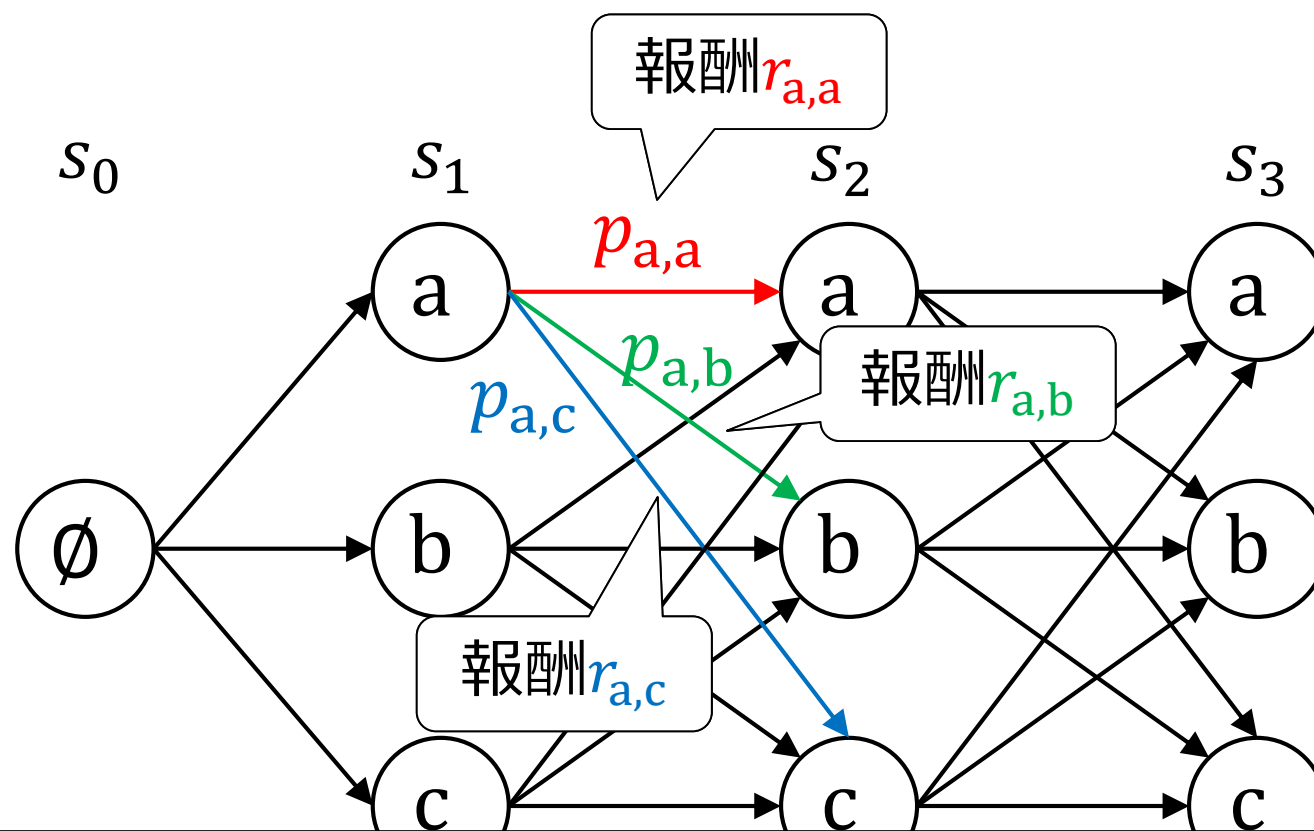 報酬r_a,a
s_0
s_1
s_2
s_3
p_a,a
a
a
a
p_a,b
報酬r_a,b
p_a,c
∅
b
b
b
報酬r_a,c
c
c
c